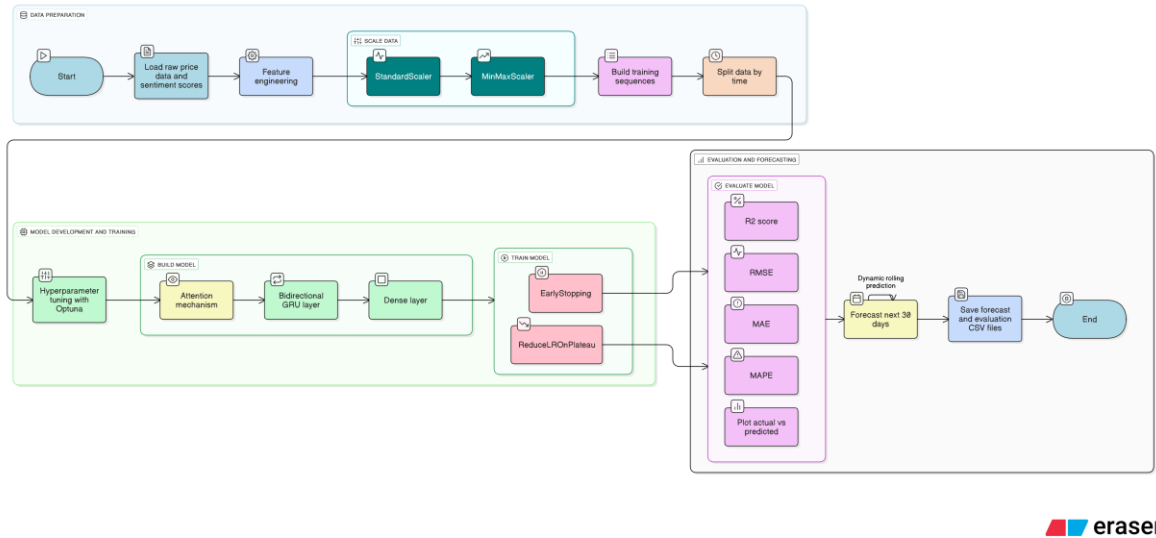 DATA PREPARATION
Start
Load raw price
data and
sentiment scores
Feature
engineering
SCALE DATA
StandardScaler
MinMaxScaler
Build training
sequences
Split data by
time
MODEL DEVELOPMENT AND TRAINING
Hyperparameter
tuning with
Optuna
BUILD MODEL
Attention
mechanism
Bidirectional
GRU layer
Dense layer
TRAIN MODEL
EarlyStopping
ReduceLROnPlateau
EVALUATION AND FORECASTING
EVALUATE MODEL
R2 score
RMSE
MAE
MAPE
Plot actual vs
predicted
Dynamic rolling
prediction
Forecast next 30
days
Save forecast
and evaluation
CSV files
End
eraser